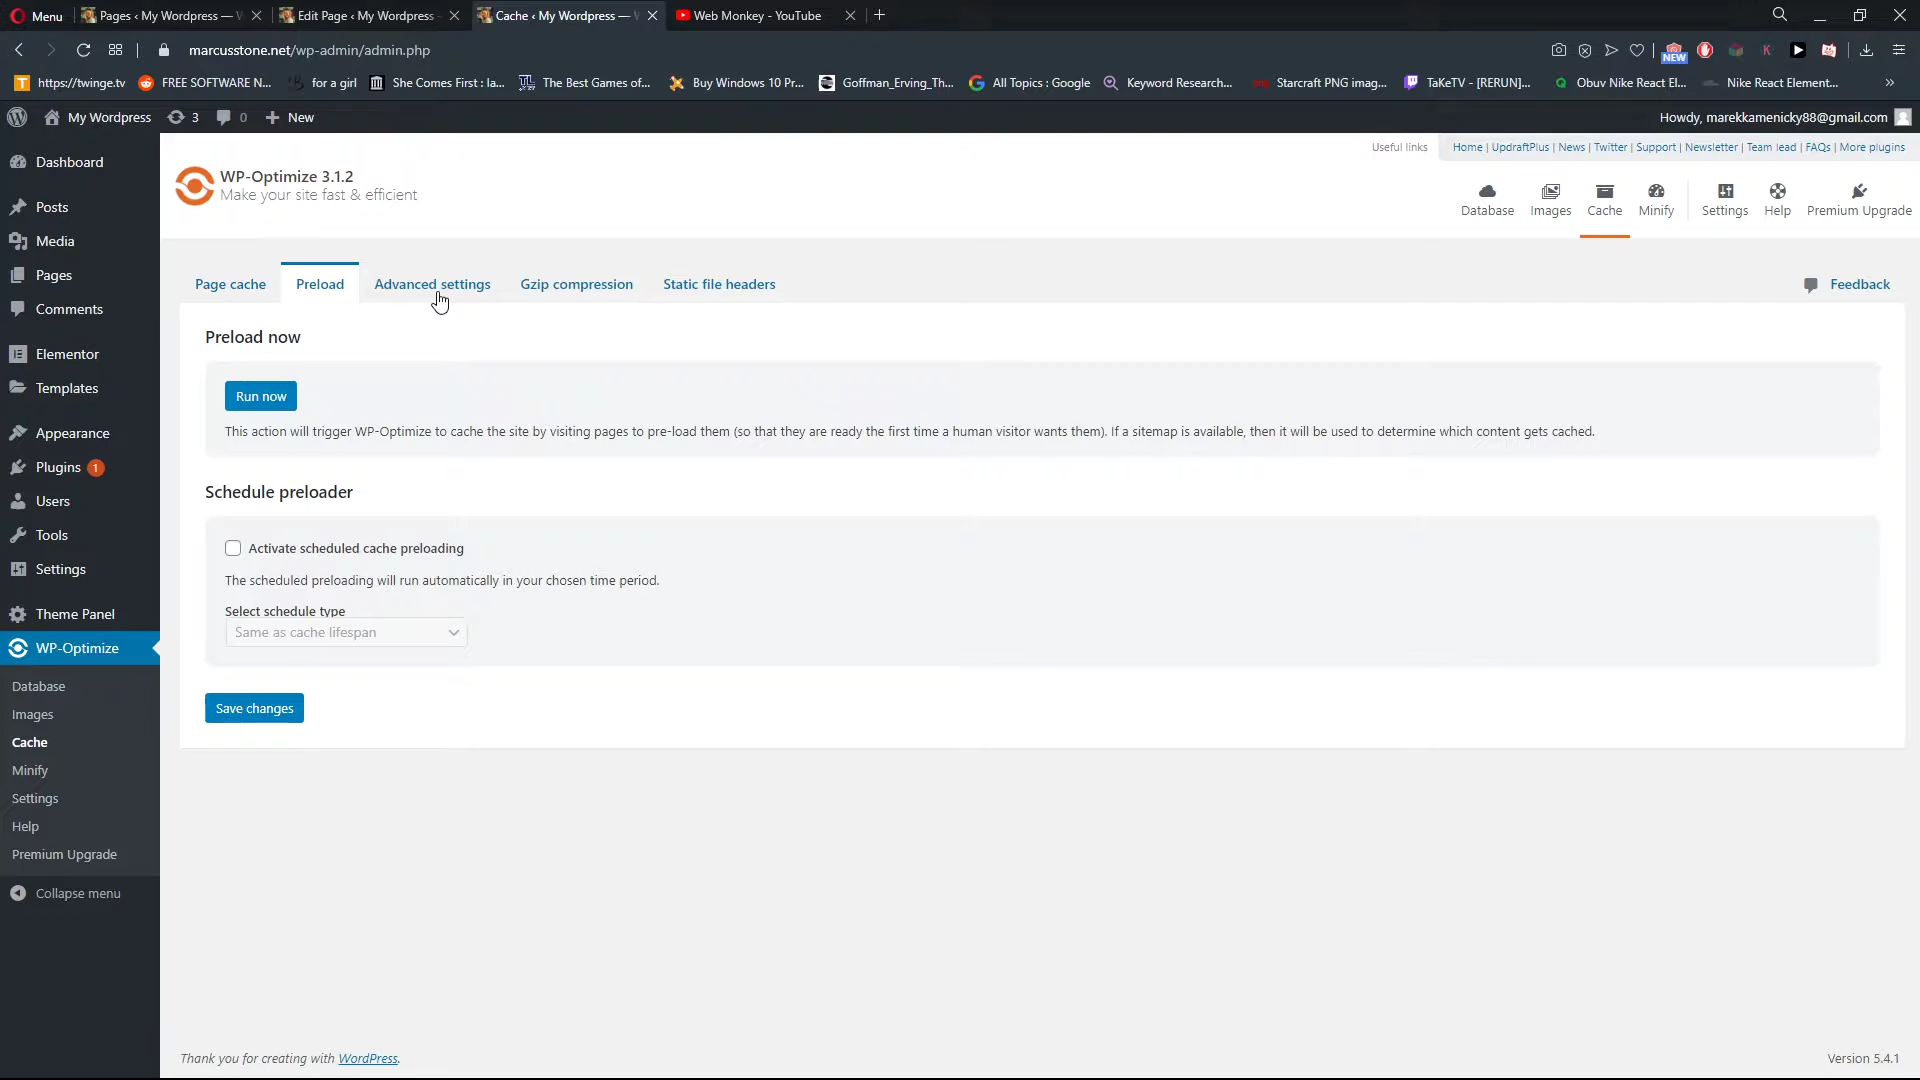 Menu
Pages ‹ My Wordpress — W
Edit Page ‹ My Wordpress
Cache ‹ My Wordpress — W
Web Monkey - YouTube
marcusstone.net/wp-admin/admin.php
NEW
https://twinge.tv
FREE SOFTWARE N...
for a girl
She Comes First : la...
The Best Games of...
Buy Windows 10 Pr...
Goffman_Erving_Th...
All Topics : Google
Keyword Research...
Starcraft PNG imag...
TaKeTV - [RERUN]...
Obuv Nike React El...
Nike React Element...
»
My Wordpress
3
0
New
Howdy, marekkamenicky88@gmail.com
Dashboard
Posts
Media
Pages
Comments
Elementor
Templates
Appearance
Plugins 1
Users
Tools
Settings
Theme Panel
WP-Optimize
Database
Images
Cache
Minify
Settings
Help
Premium Upgrade
Collapse menu
WP-Optimize 3.1.2
Make your site fast & efficient
Useful links
Home | UpdraftPlus | News | Twitter | Support | Newsletter | Team lead | FAQs | More plugins
Database
Images
Cache
Minify
Settings
Help
Premium Upgrade
Page cache
Preload
Advanced settings
Gzip compression
Static file headers
Feedback
Preload now
Run now
This action will trigger WP-Optimize to cache the site by visiting pages to pre-load them (so that they are ready the first time a human visitor wants them). If a sitemap is available, then it will be used to determine which content gets cached.
Schedule preloader
Activate scheduled cache preloading
The scheduled preloading will run automatically in your chosen time period.
Select schedule type
Same as cache lifespan
Save changes
Thank you for creating with WordPress.
Version 5.4.1